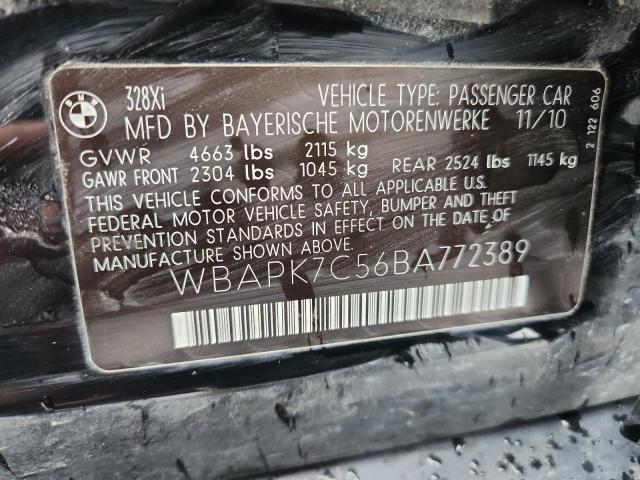 BMW
328Xi VEHICLE TYPE: PASSENGER CAR
MFD BY BAYERISCHE MOTORENWERKE 11/10
GVWR 4663 lbs 2115 kg
GAWR FRONT 2304 lbs 1045 kg REAR 2524 lbs 1145 kg
THIS VEHICLE CONFORMS TO ALL APPLICABLE U.S.
FEDERAL MOTOR VEHICLE SAFETY, BUMPER AND THEFT
PREVENTION STANDARDS IN EFFECT ON THE DATE OF
MANUFACTURE SHOWN ABOVE.
WBAPK7C56BA772389
2 122 606